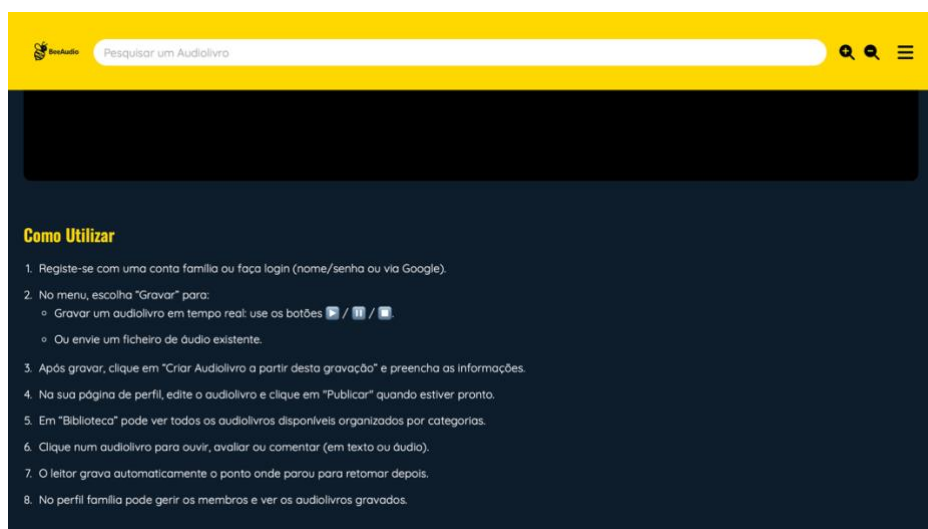 BeeAudio
Pesquisar um Audiolivro
Como Utilizar
1. Registe-se com uma conta família ou faça login (nome/senha ou via Google).
2. No menu, escolha "Gravar" para:
Gravar um audiolivro em tempo real: use os botões ▶️ / ⏸️ / ⏹️.
Ou envie um ficheiro de áudio existente.
3. Após gravar, clique em "Criar Audiolivro a partir desta gravação" e preencha as informações.
4. Na sua página de perfil, edite o audiolivro e clique em "Publicar" quando estiver pronto.
5. Em "Biblioteca" pode ver todos os audiolivros disponíveis organizados por categorias.
6. Clique num audiolivro para ouvir, avaliar ou comentar (em texto ou áudio).
7. O leitor grava automaticamente o ponto onde parou para retomar depois.
8. No perfil família pode gerir os membros e ver os audiolivros gravados.